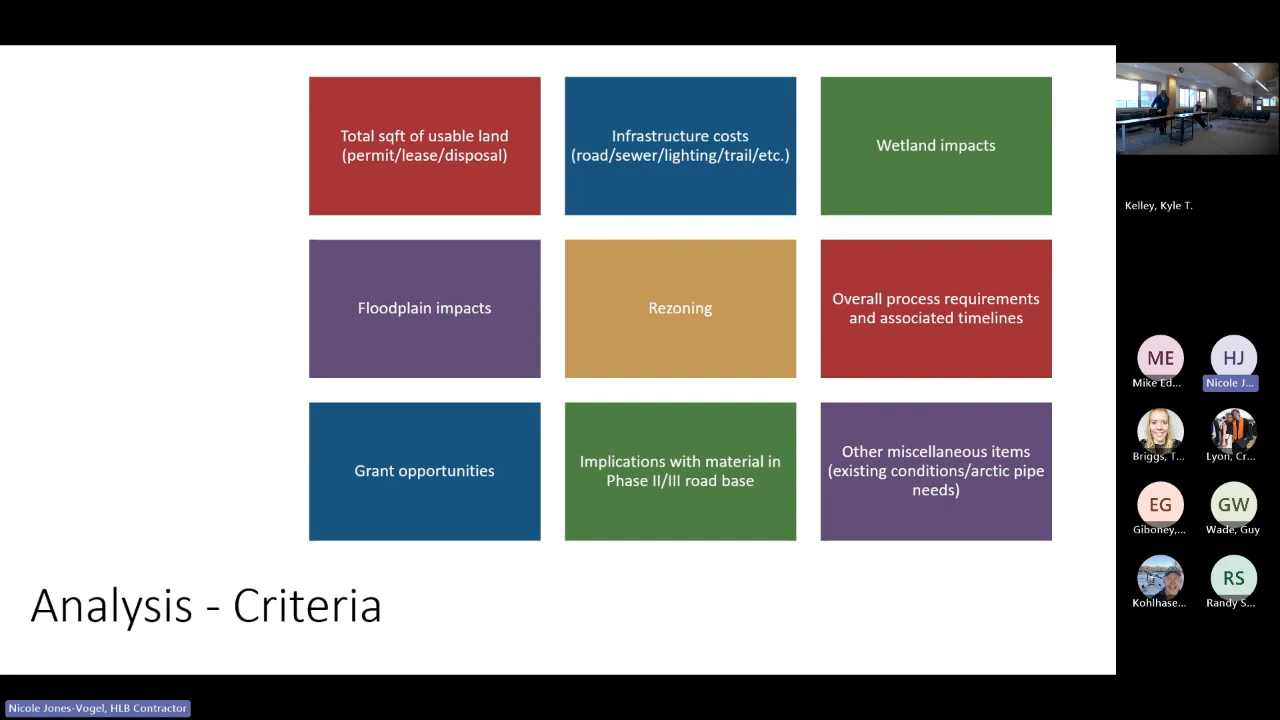 Total sqft of usable land
(permit/lease/disposal)
Infrastructure costs
(road/sewer/lighting/trail/etc.)
Wetland impacts
Floodplain impacts
Rezoning
Overall process requirements
and associated timelines
Grant opportunities
Implications with material in
Phase II/III road base
Other miscellaneous items
(existing conditions/arctic pipe
needs)
Analysis - Criteria
Kelley, Kyle T.
ME
HJ
Mike Ed...
Nicole J...
Briggs, T...
Lyon, Cr...
EG
GW
Giboney,...
Wade, Guy
RS
Kohlhase...
Randy S...
Nicole Jones-Vogel, HLB Contractor